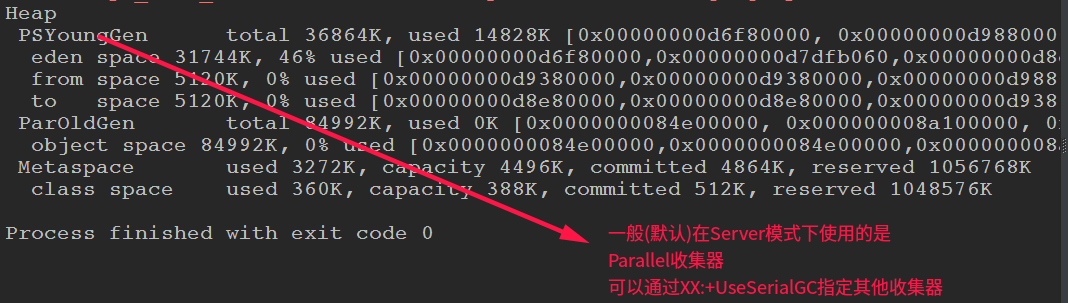 Heap
PSYoungGen total 36864K, used 14828K [0x00000000d6f80000, 0x00000000d988000
eden space 31744K, 46% used [0x00000000d6f80000,0x00000000d7dfb060,0x00000000d8
from space 5120K, 0% used [0x00000000d9380000,0x00000000d9380000,0x00000000d988
to space 5120K, 0% used [0x00000000d8e80000,0x00000000d8e80000,0x00000000d938
ParOldGen total 84992K, used 0K [0x0000000084e00000, 0x000000008a100000, 0
object space 84992K, 0% used [0x0000000084e00000,0x0000000084e00000,0x000000008
Metaspace used 3272K, capacity 4496K, committed 4864K, reserved 1056768K
class space used 360K, capacity 388K, committed 512K, reserved 1048576K
Process finished with exit code 0
一般(默认)在Server模式下使用的是
Parallel收集器
可以通过XX:+UseSerialGC指定其他收集器